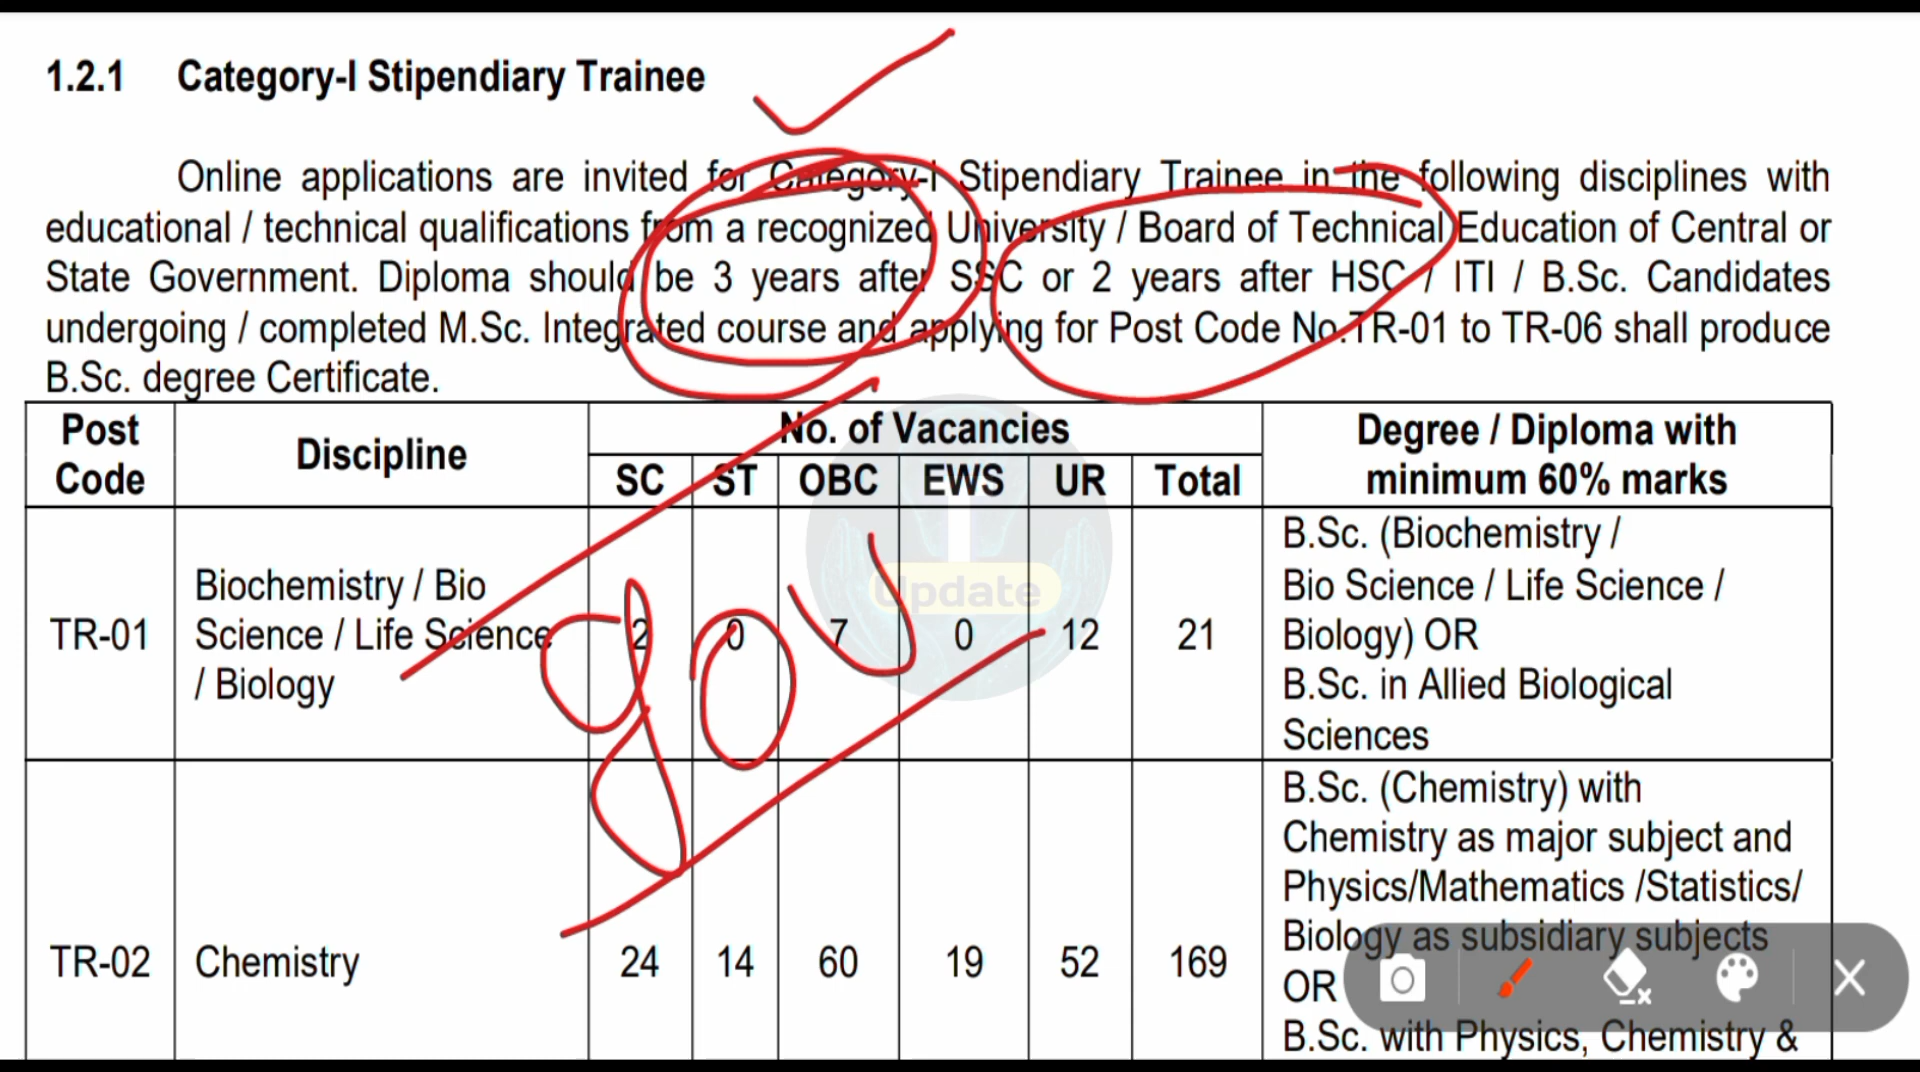 1.2.1 Category-I Stipendiary Trainee
Online applications are invited for Category-I Stipendiary Trainee in the following disciplines with
educational / technical qualifications from a recognized University / Board of Technical Education of Central or
State Government. Diploma should be 3 years after SSC or 2 years after HSC / ITI / B.Sc. Candidates
undergoing / completed M.Sc. Integrated course and applying for Post Code No.TR-01 to TR-06 shall produce
B.Sc. degree Certificate.
Post Code Discipline No. of Vacancies Degree / Diploma with minimum 60% marks
SC ST OBC EWS UR Total
TR-01 Biochemistry / Bio Science / Life Science / Biology 2 0 7 0 12 21
B.Sc. (Biochemistry /
Bio Science / Life Science /
Biology) OR
B.Sc. in Allied Biological
Sciences
TR-02 Chemistry 24 14 60 19 52 169
B.Sc. (Chemistry) with
Chemistry as major subject and
Physics/Mathematics /Statistics/
Biology as subsidiary subjects
OR
B.Sc. with Physics, Chemistry &
Update